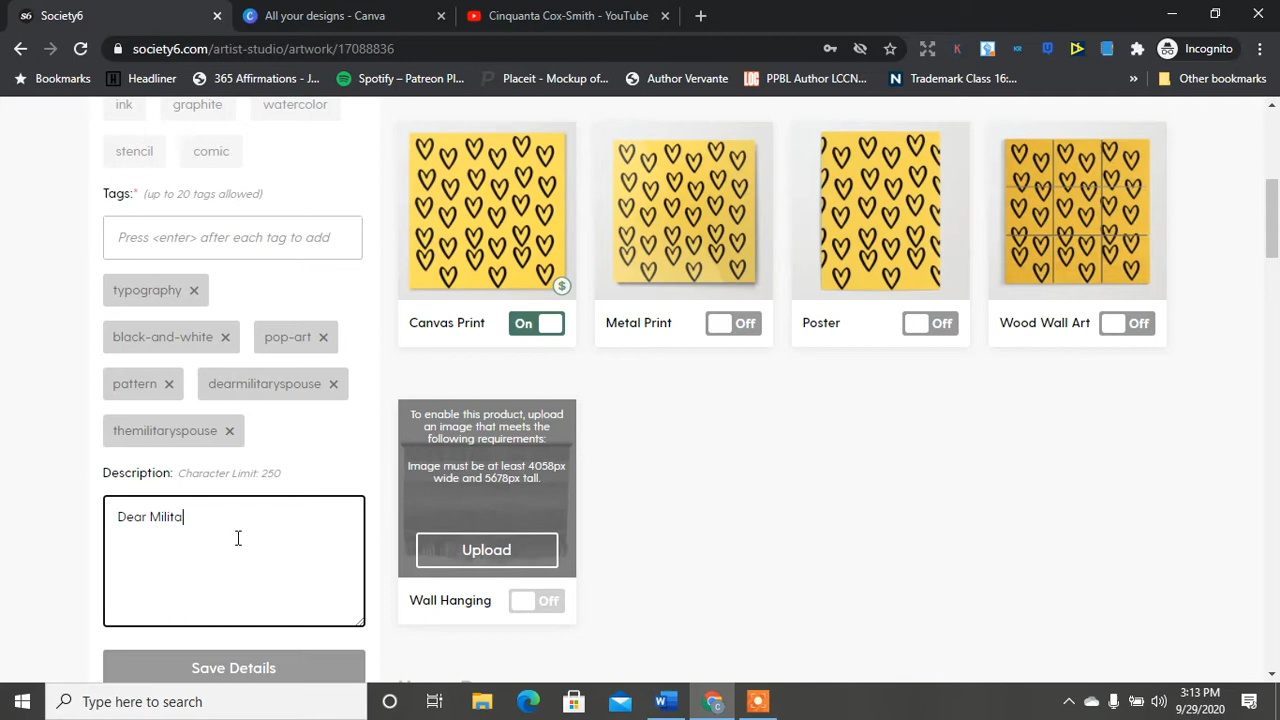 Society6
All your designs - Canva
Cinquanta Cox-Smith - YouTube
society6.com/artist-studio/artwork/17088836
Incognito
Bookmarks
Headliner
365 Affirmations - J...
Spotify – Patreon Pl...
Placeit - Mockup of...
Author Vervante
PPBL Author LCCN...
Trademark Class 16:...
Other bookmarks
ink
graphite
watercolor
stencil
comic
Tags:* (up to 20 tags allowed)
Press <enter> after each tag to add
typography ×
black-and-white ×
pop-art ×
pattern ×
dearmilitaryspouse ×
themilitaryspouse ×
Description: Character Limit: 250
Dear Milita
Save Details
$
Canvas Print
On
Metal Print
Off
Poster
Off
Wood Wall Art
Off
To enable this product, upload
an image that meets the
following requirements:
Image must be at least 4058px
wide and 5678px tall.
Upload
Wall Hanging
Off
Type here to search
3:13 PM
9/29/2020